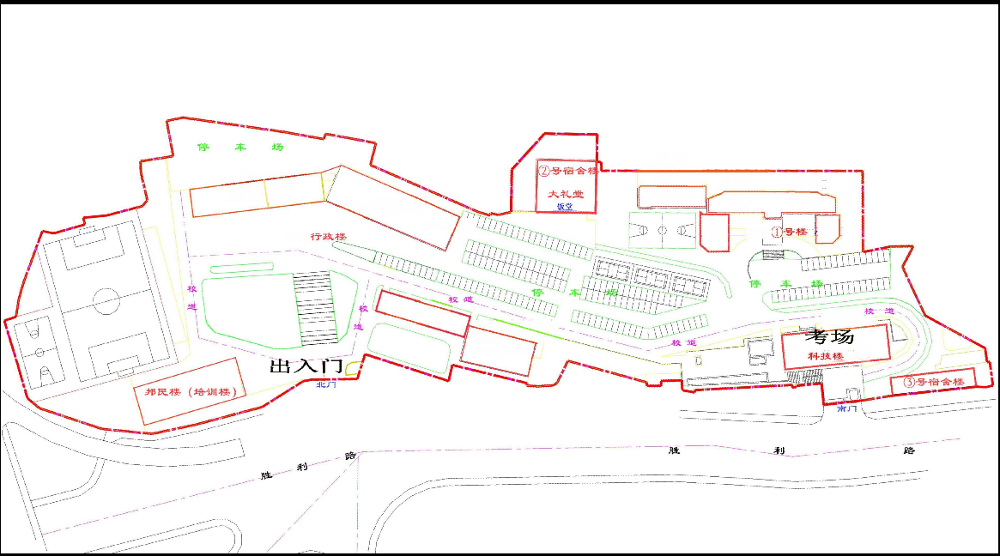 停 车 场
②号宿舍楼
大礼堂
饭堂
①号楼
行政楼
校
道
校
道
校 道
停 车 场
停 车 场
校 道
校 道
考场
科技楼
出入门
北门
邦民楼（培训楼）
③号宿舍楼
南门
胜 利 路
胜 利 路